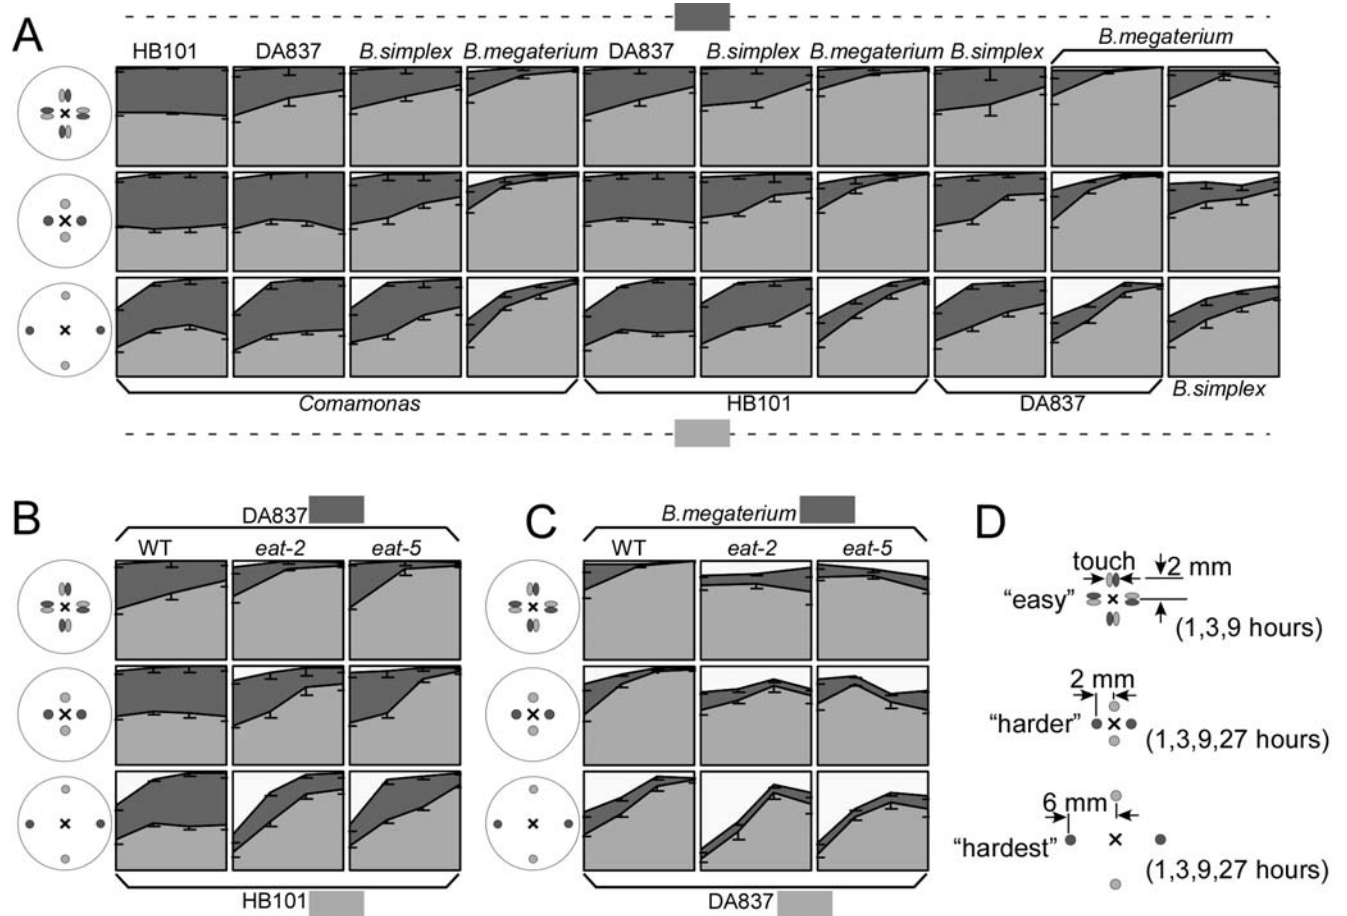 A
HB101 DA837 B.simplex B.megaterium DA837 B.simplex B.megaterium B.simplex B.megaterium
Comamonas HB101 DA837 B.simplex
B
DA837
WT eat-2 eat-5
HB101
C
B.megaterium
WT eat-2 eat-5
DA837
D
touch 2 mm
“easy”
(1,3,9 hours)
2 mm
“harder” (1,3,9,27 hours)
6 mm
“hardest” (1,3,9,27 hours)